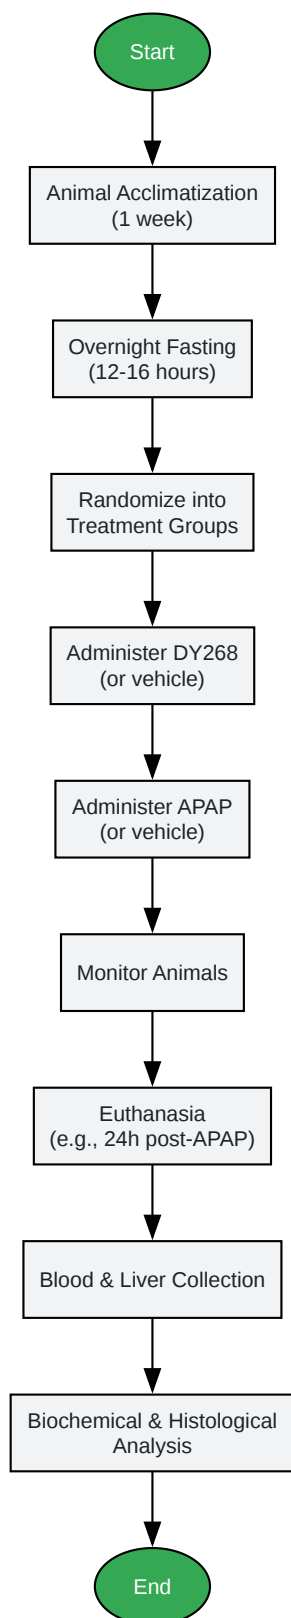 Start
Animal Acclimatization
(1 week)
Overnight Fasting
(12-16 hours)
Randomize into
Treatment Groups
Administer DY268
(or vehicle)
Administer APAP
(or vehicle)
Monitor Animals
Euthanasia
(e.g., 24h post-APAP)
Blood & Liver Collection
Biochemical & Histological
Analysis
End